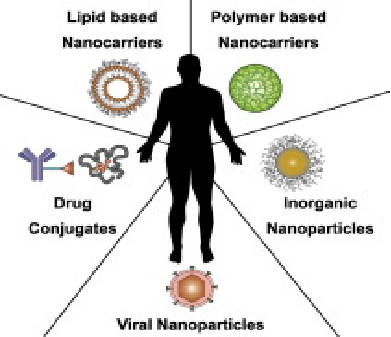 Lipid based
Nanocarriers
Polymer based
Nanocarriers
Drug
Conjugates
Inorganic
Nanoparticles
Viral Nanoparticles